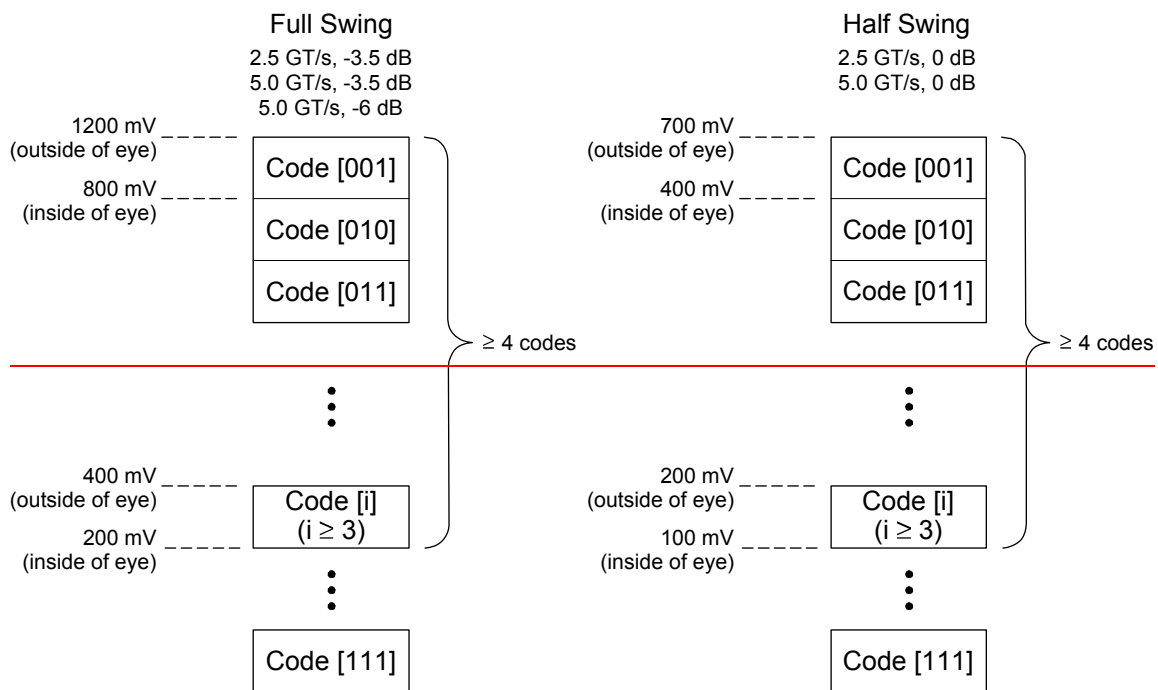 Full Swing
2.5 GT/s, -3.5 dB
5.0 GT/s, -3.5 dB
5.0 GT/s, -6 dB
1200 mV
(outside of eye)
800 mV
(inside of eye)
Code [001]
Code [010]
Code [011]
≥ 4 codes
400 mV
(outside of eye)
200 mV
(inside of eye)
Code [i]
(i ≥ 3)
Code [111]
Half Swing
2.5 GT/s, 0 dB
5.0 GT/s, 0 dB
700 mV
(outside of eye)
400 mV
(inside of eye)
Code [001]
Code [010]
Code [011]
≥ 4 codes
200 mV
(outside of eye)
100 mV
(inside of eye)
Code [i]
(i ≥ 3)
Code [111]